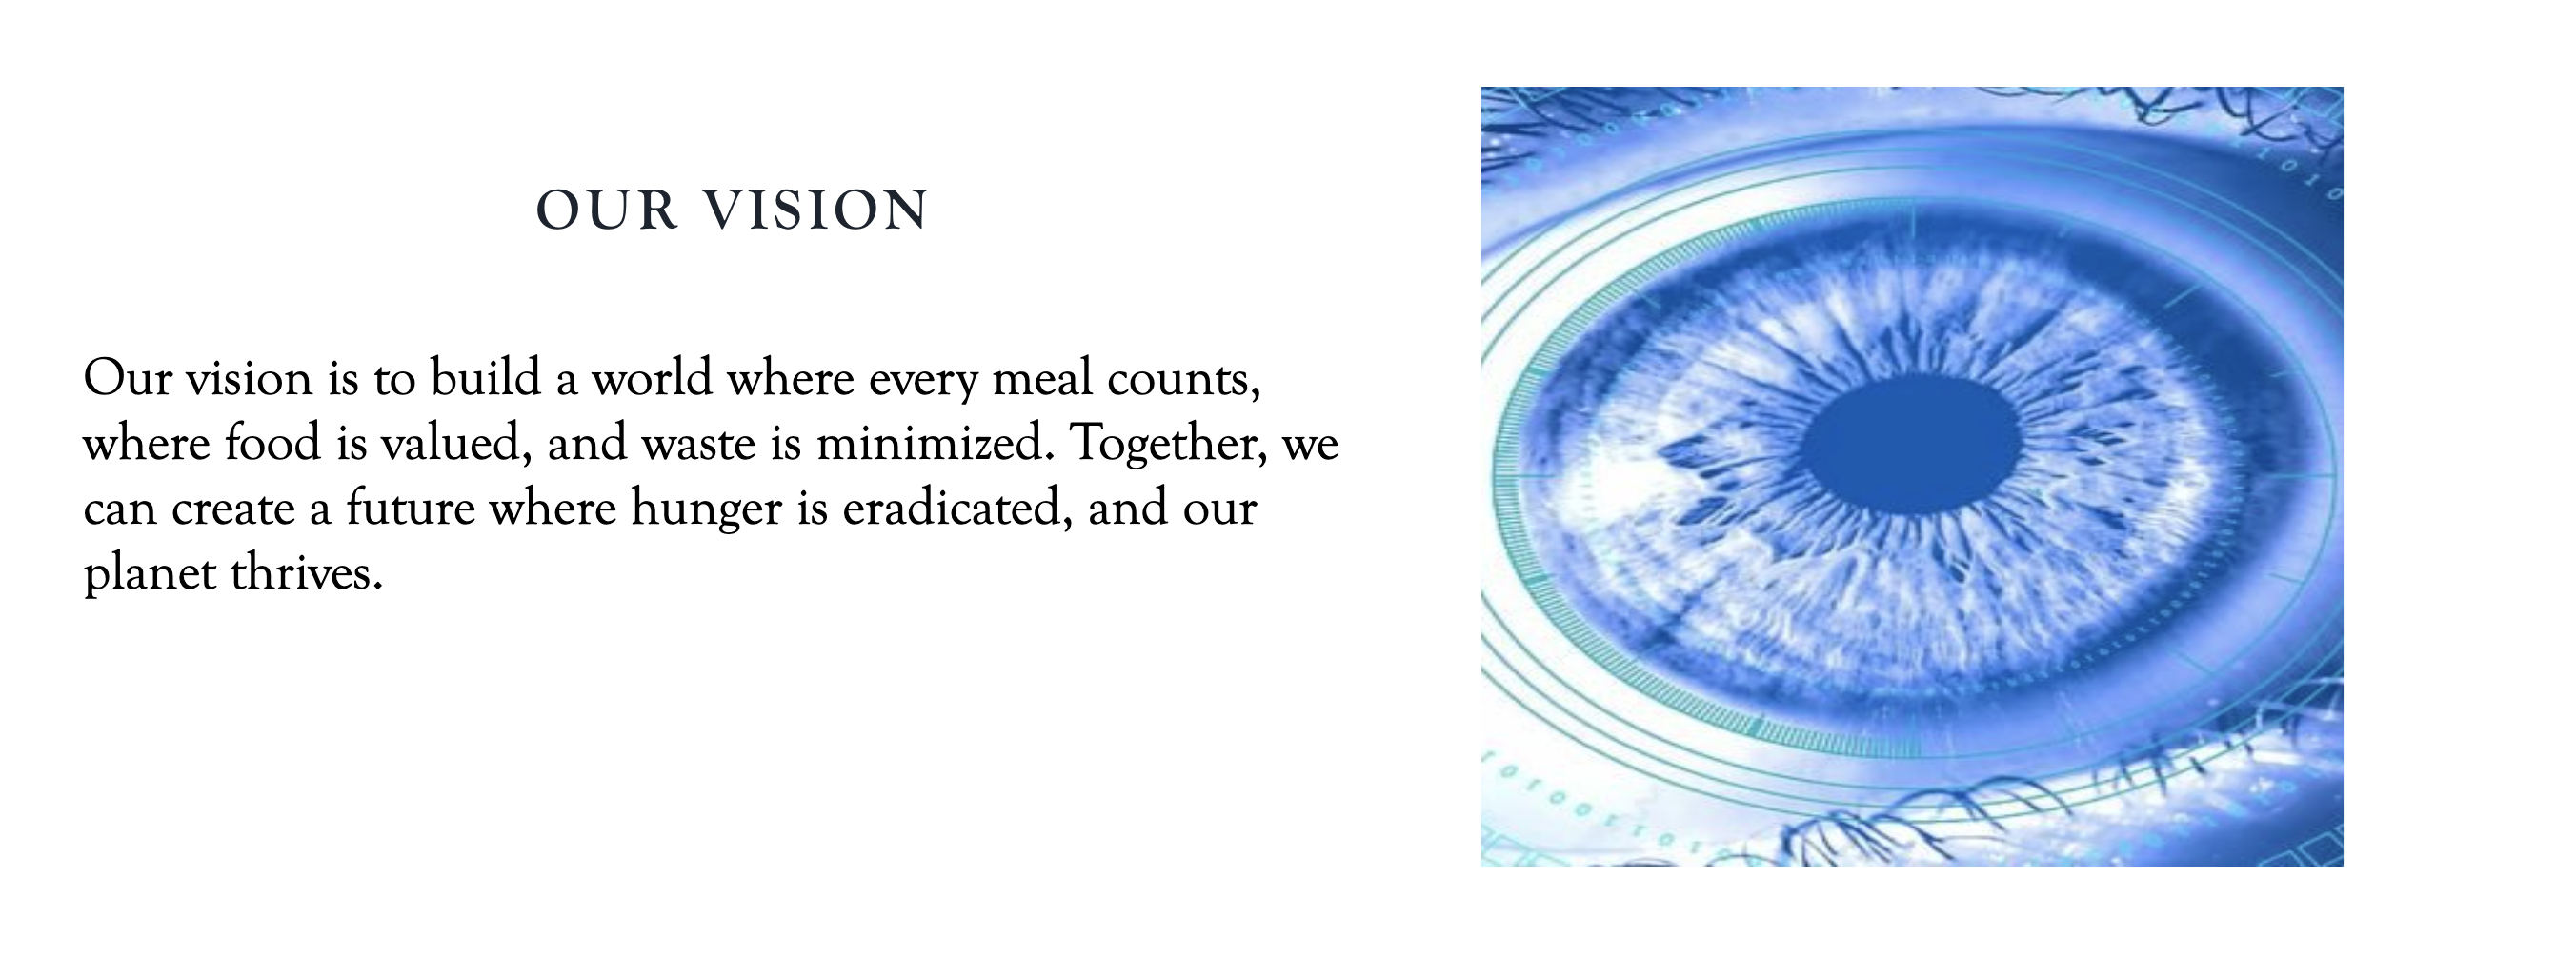 OUR VISION
Our vision is to build a world where every meal counts,
where food is valued, and waste is minimized. Together, we
can create a future where hunger is eradicated, and our
planet thrives.